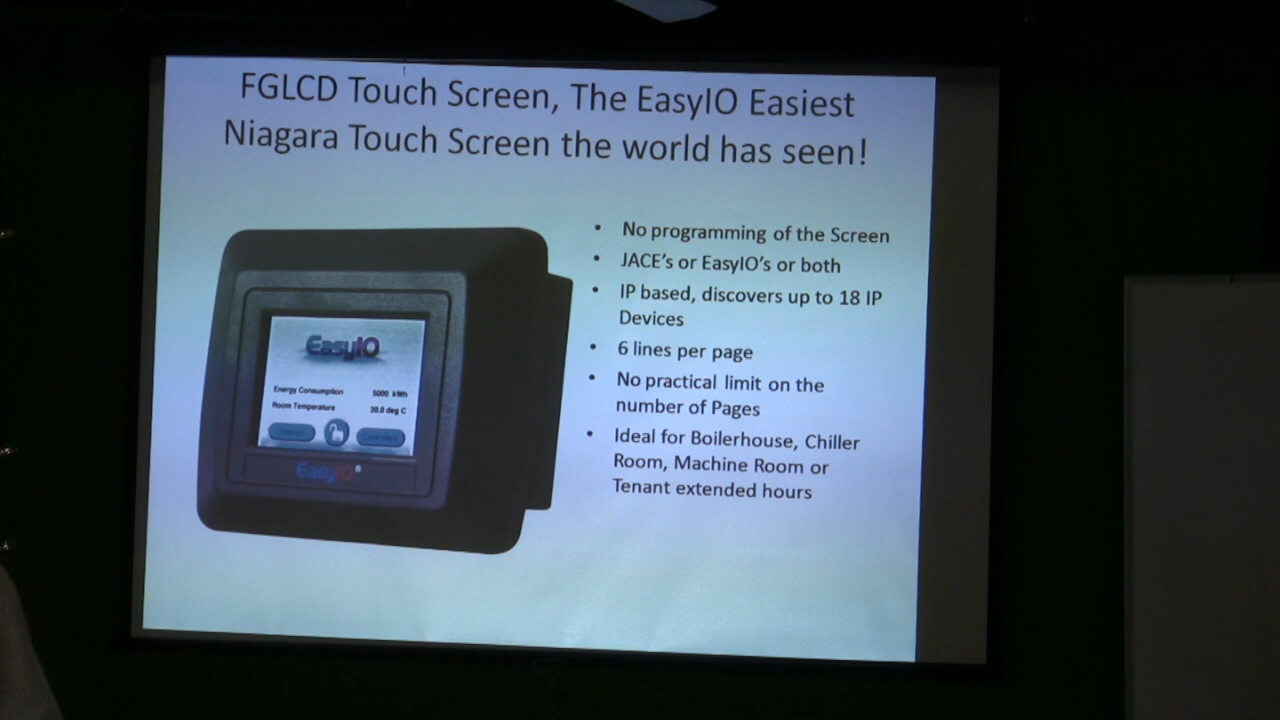 FGLCD Touch Screen, The EasyIO Easiest
Niagara Touch Screen the world has seen!
• No programming of the Screen
• JACE's or EasyIO's or both
• IP based, discovers up to 18 IP
Devices
• 6 lines per page
• No practical limit on the
number of Pages
• Ideal for Boilerhouse, Chiller
Room, Machine Room or
Tenant extended hours
EasyIO
Energy Consumption 5000 kWh
Room Temperature 20.0 deg C
EasyIO